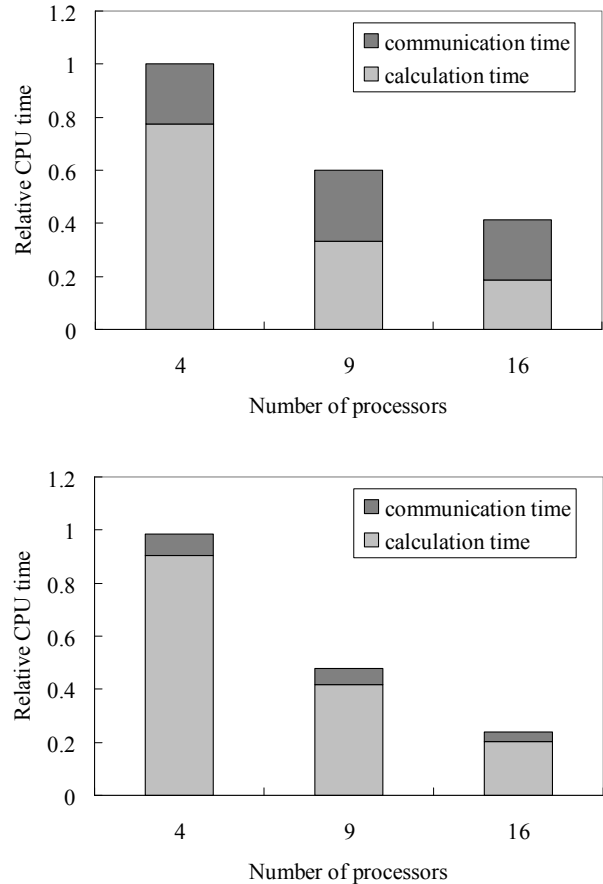 1.2
1
0.8
0.6
0.4
0.2
0
Relative CPU time
communication time
calculation time
4 9 16
Number of processors
1.2
1
0.8
0.6
0.4
0.2
0
Relative CPU time
communication time
calculation time
4 9 16
Number of processors